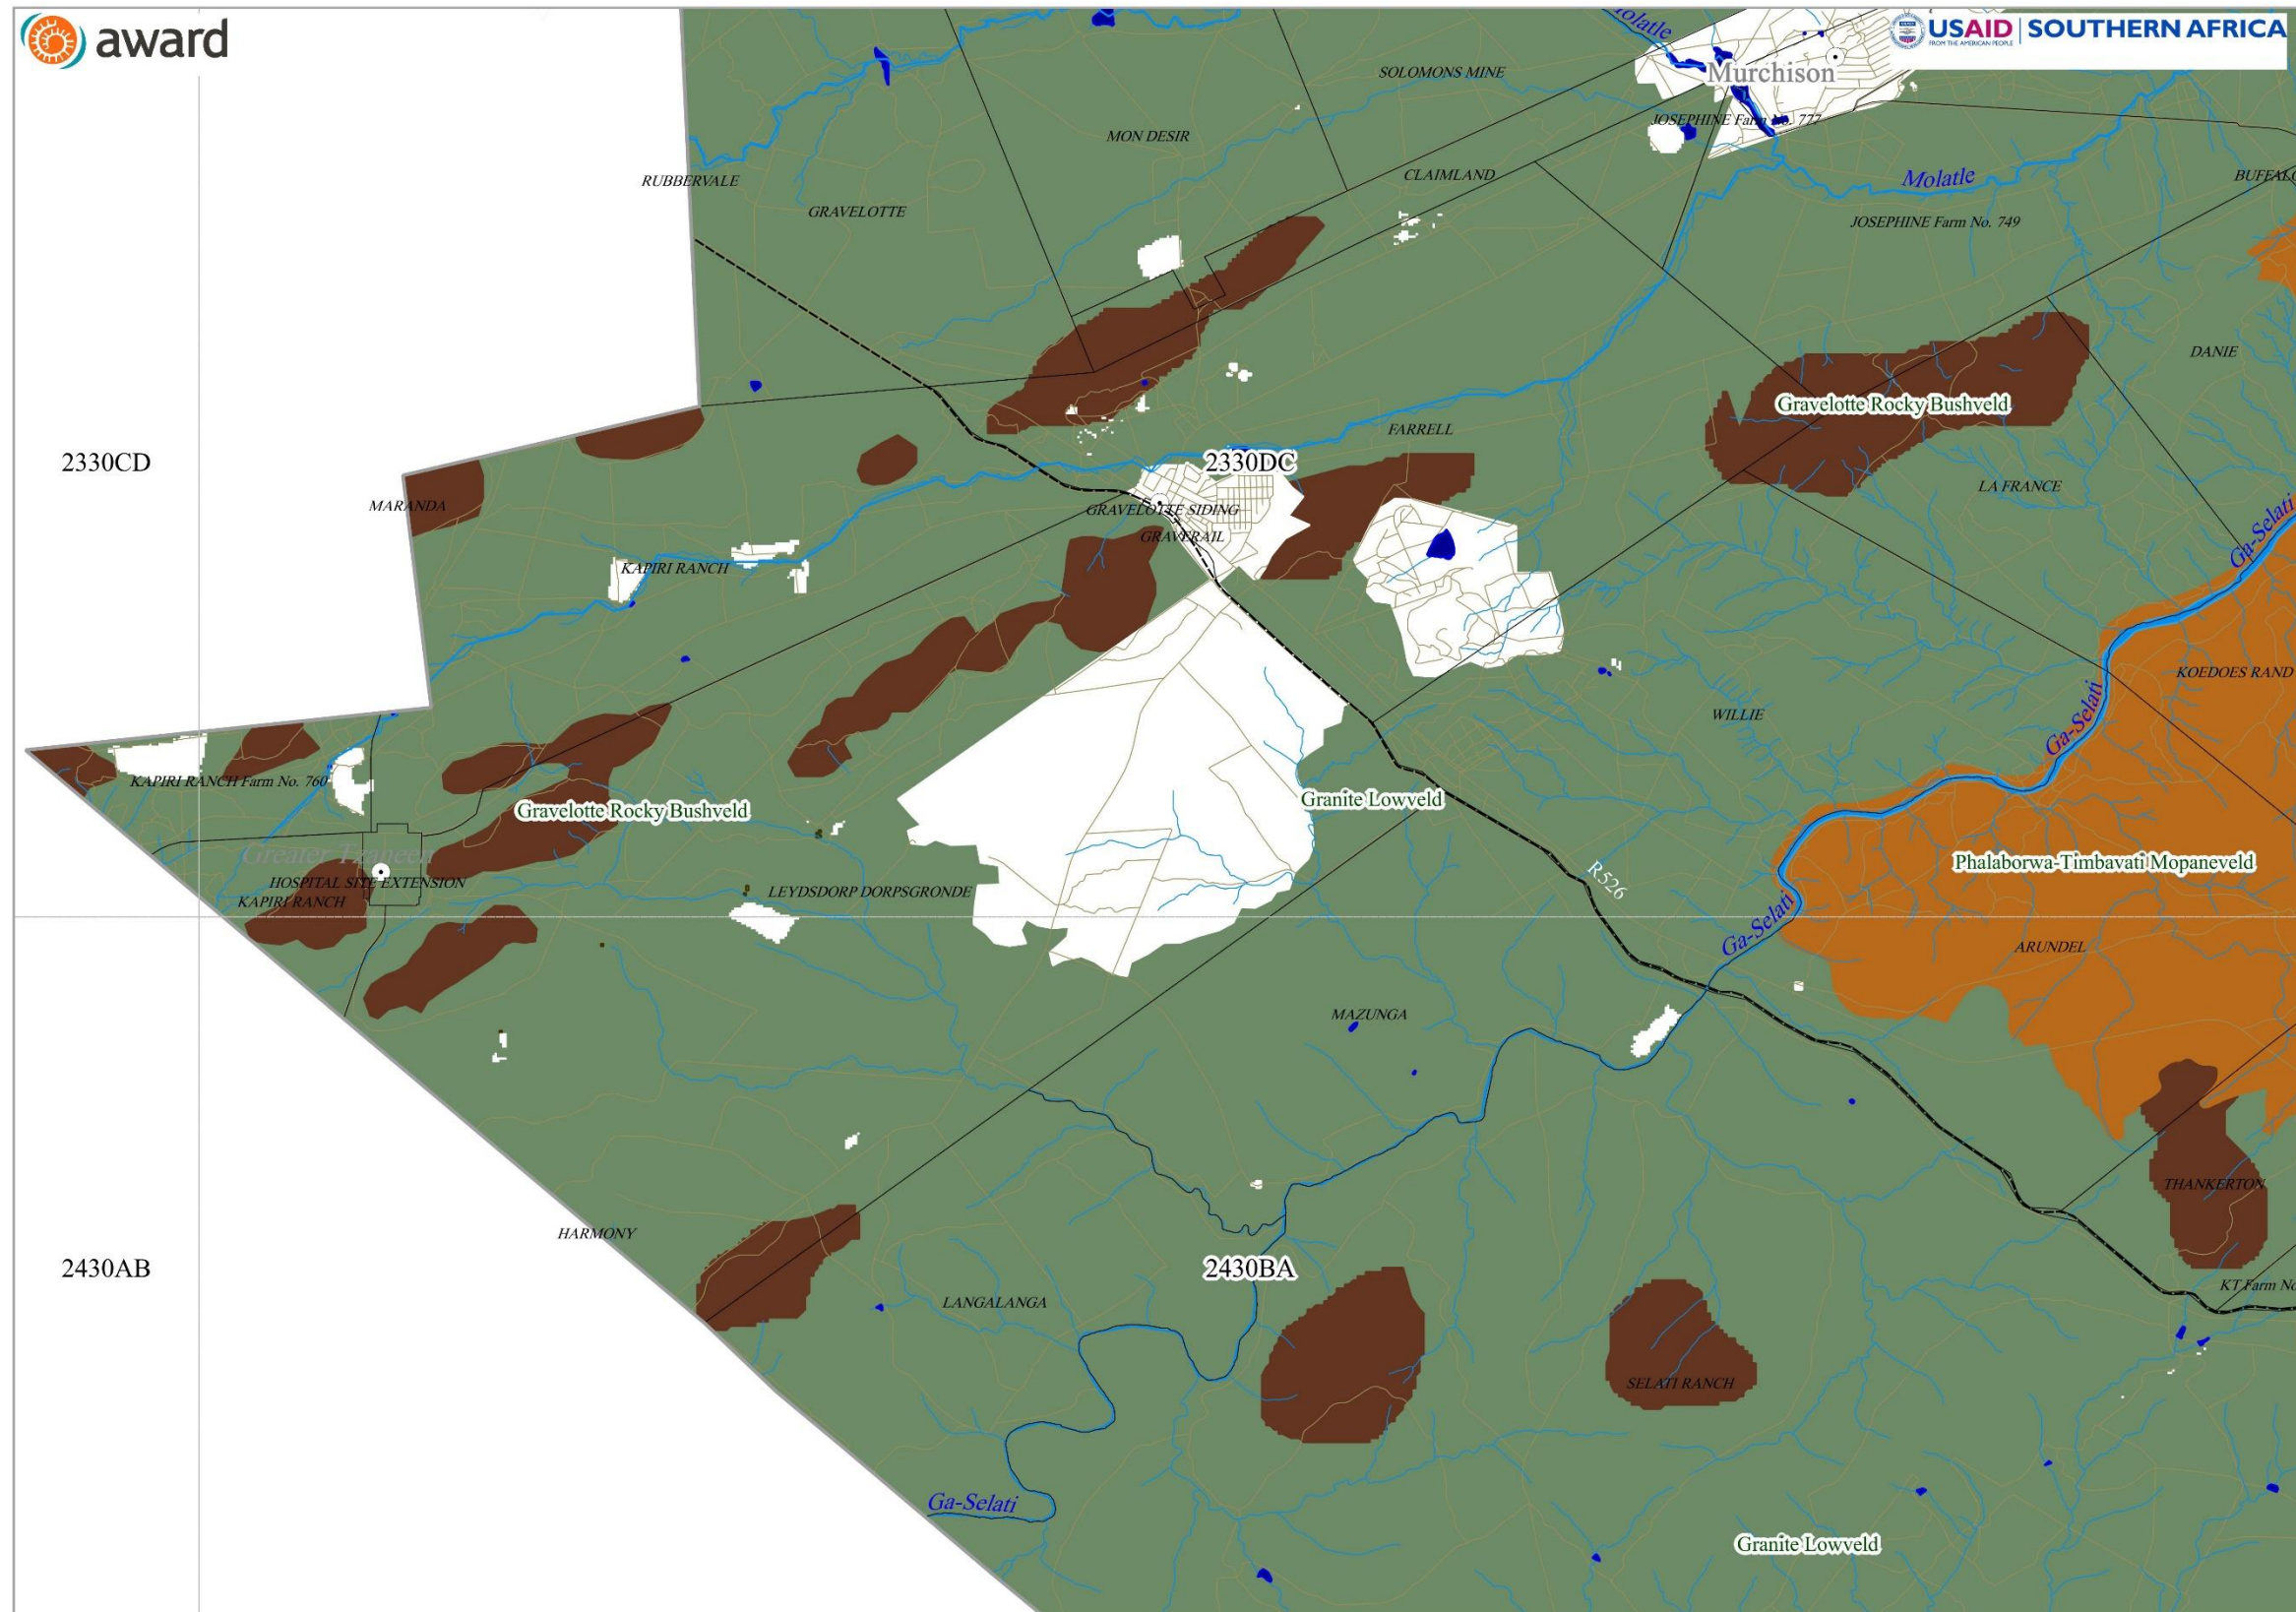 award
Molatle
USAID | SOUTHERN AFRICA
FROM THE AMERICAN PEOPLE
SOLOMONS MINE
Murchison
JOSEPHINE Farm No. 777
MON DESIR
RUBBERVALE
CLAIMLAND
Molatle
BUFFALO
GRAVELOTTE
JOSEPHINE Farm No. 749
DANIE
Gravelotte Rocky Bushveld
FARRELL
2330CD
2330DC
LA FRANCE
MARANDA
GRAVELOTTE SIDING
GRAVERAIL
Ga-Selati
KAPIRI RANCH
KOEDOES RAND
WILLIE
Ga-Selati
KAPIRI RANCH Farm No. 760
Gravelotte Rocky Bushveld
Granite Lowveld
Greater Tzaneen
Phalaborwa-Timbavati Mopaneveld
R526
HOSPITAL SITE EXTENSION
LEYDSDORP DORPSGRONDE
KAPIRI RANCH
Ga-Selati
ARUNDEL
MAZUNGA
THANKERTON
HARMONY
2430AB
2430BA
KT Farm No
LANGALANGA
SELATI RANCH
Ga-Selati
Granite Lowveld